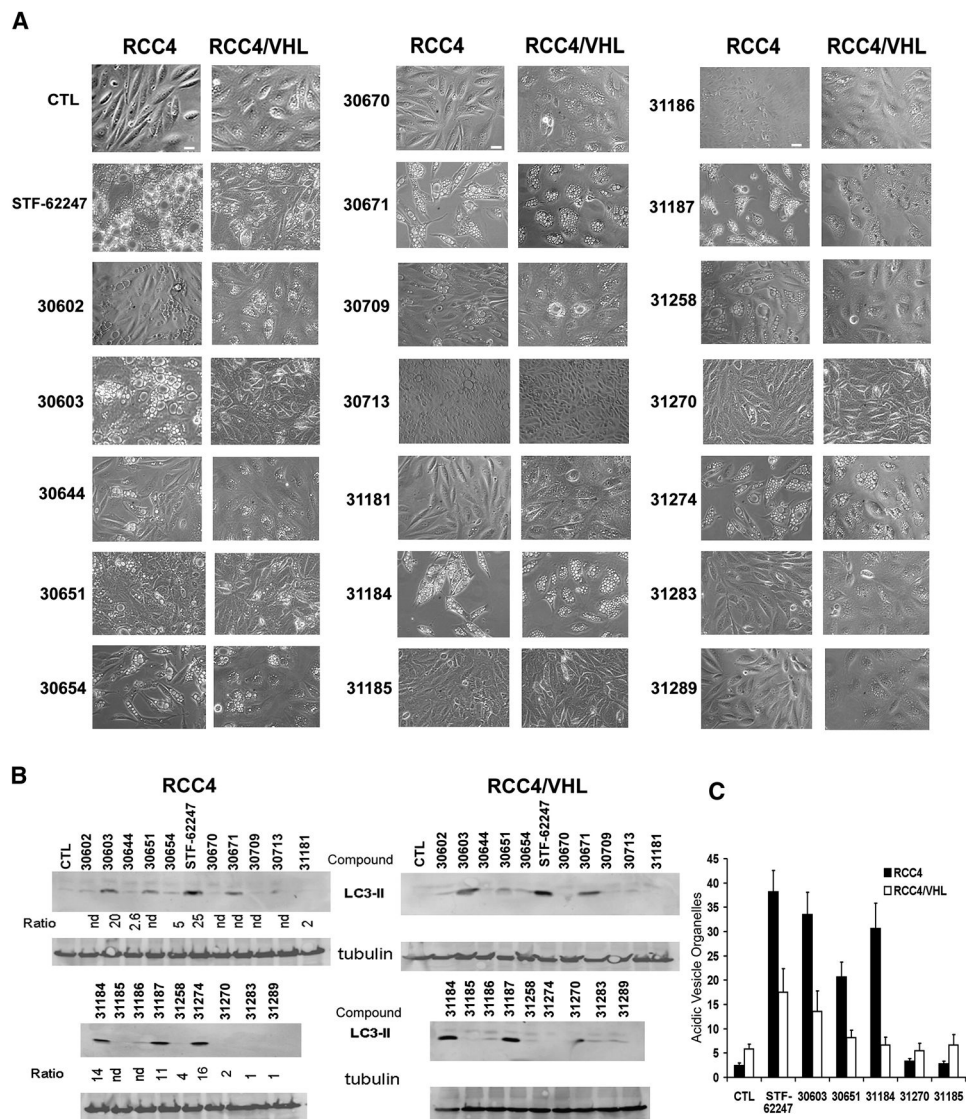 A
RCC4 RCC4/VHL RCC4 RCC4/VHL RCC4 RCC4/VHL
CTL 30670 31186
STF-62247 30671 31187
30602 30709 31258
30603 30713 31270
30644 31181 31274
30651 31184 31283
30654 31185 31289
B
RCC4
CTL 30602 30603 30644 30651 30654 STF-62247 30670 30671 30709 30713 31181
Ratio nd 20 2.6 nd 5 25 nd nd nd nd 2
31184 31185 31186 31187 31258 31274 31270 31283 31289
Ratio 14 nd nd 11 4 16 2 1 1
Compound
LC3-II
tubulin
Compound
LC3-II
tubulin
RCC4/VHL
CTL 30602 30603 30644 30651 30654 STF-62247 30670 30671 30709 30713 31181
31184 31185 31186 31187 31258 31274 31270 31283 31289
C
RCC4
RCC4/VHL
Acidic Vesicle Organelles
45
40
35
30
25
20
15
10
5
0
CTL STF-62247 30603 30651 31184 31270 31185